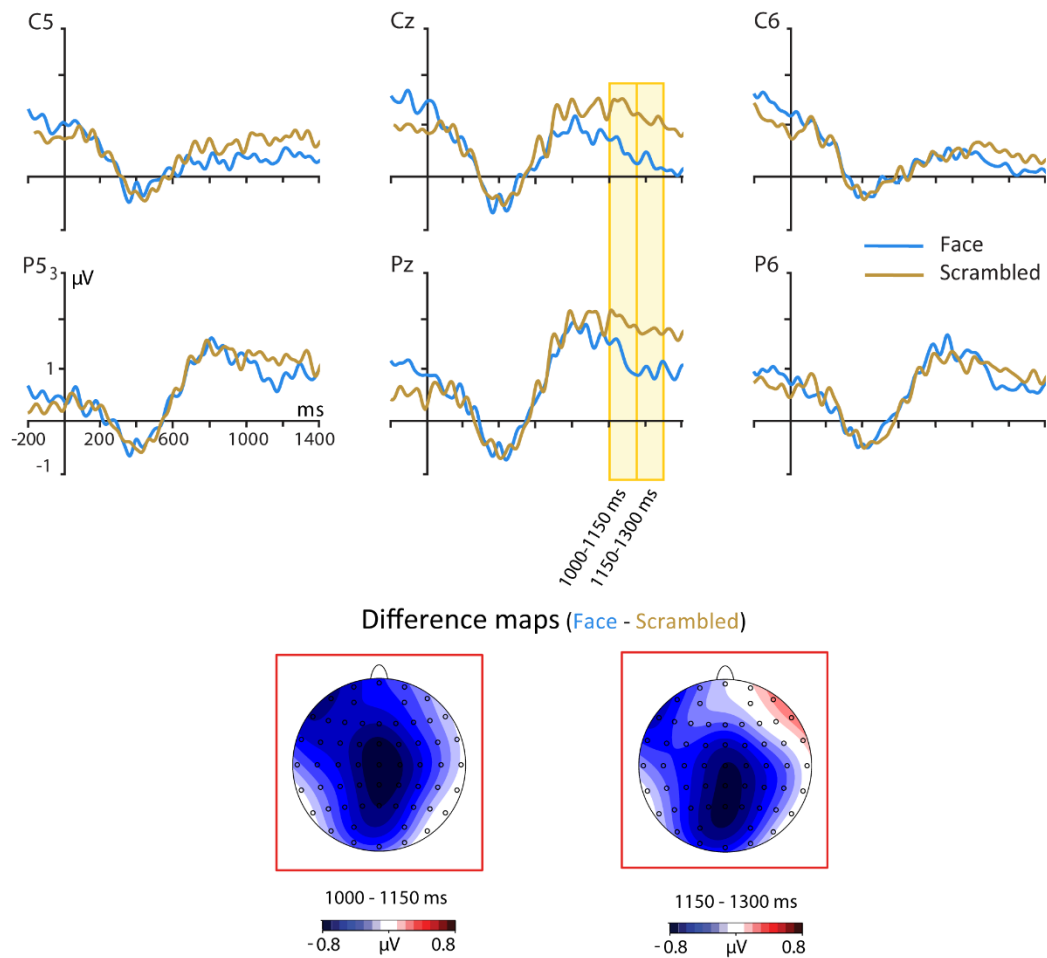 C5
Cz
C6
P5
3
µV
1
ms
-200
200
600
1000
1400
-1
Pz
P6
Face
Scrambled
1000-1150 ms
1150-1300 ms
Difference maps (Face - Scrambled)
1000 - 1150 ms
-0.8 µV 0.8
1150 - 1300 ms
-0.8 µV 0.8